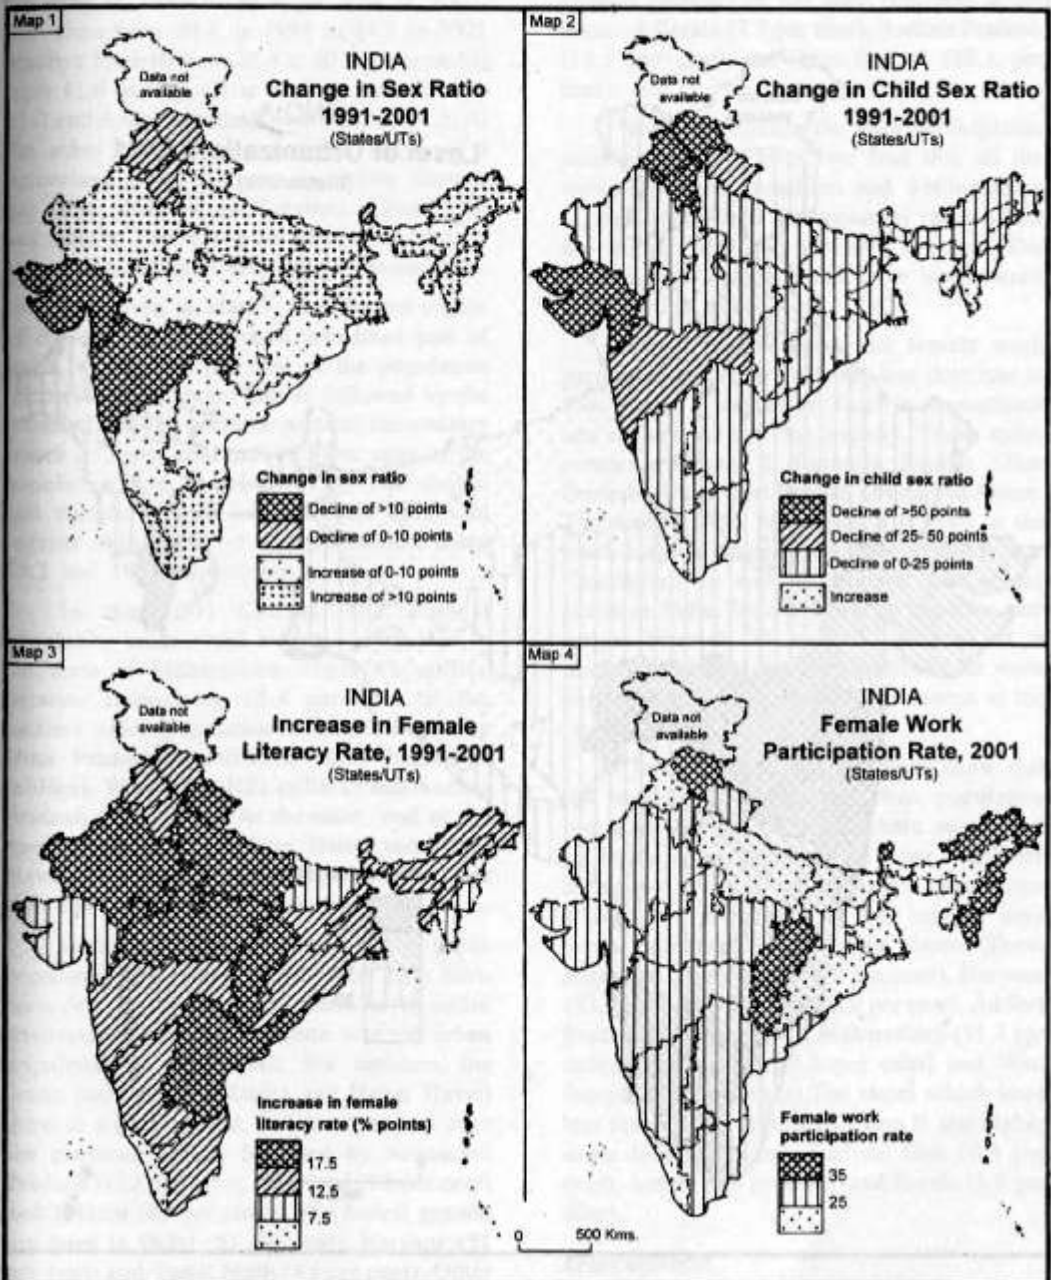 Map 1
INDIA
Change in Sex Ratio
1991-2001
(States/UTs)
Data not
available
Change in sex ratio
Decline of >10 points
Decline of 0-10 points
Increase of 0-10 points
Increase of >10 points
Map 2
INDIA
Change in Child Sex Ratio
1991-2001
(States/UTs)
Data not
available
Change in child sex ratio
Decline of >50 points
Decline of 25- 50 points
Decline of 0-25 points
Increase
Map 3
INDIA
Increase in Female
Literacy Rate, 1991-2001
(States/UTs)
Data not
available
Increase in female
literacy rate (% points)
17.5
12.5
7.5
Map 4
INDIA
Female Work
Participation Rate, 2001
(States/UTs)
Data not
available
Female work
participation rate
35
25
0 500 Kms.